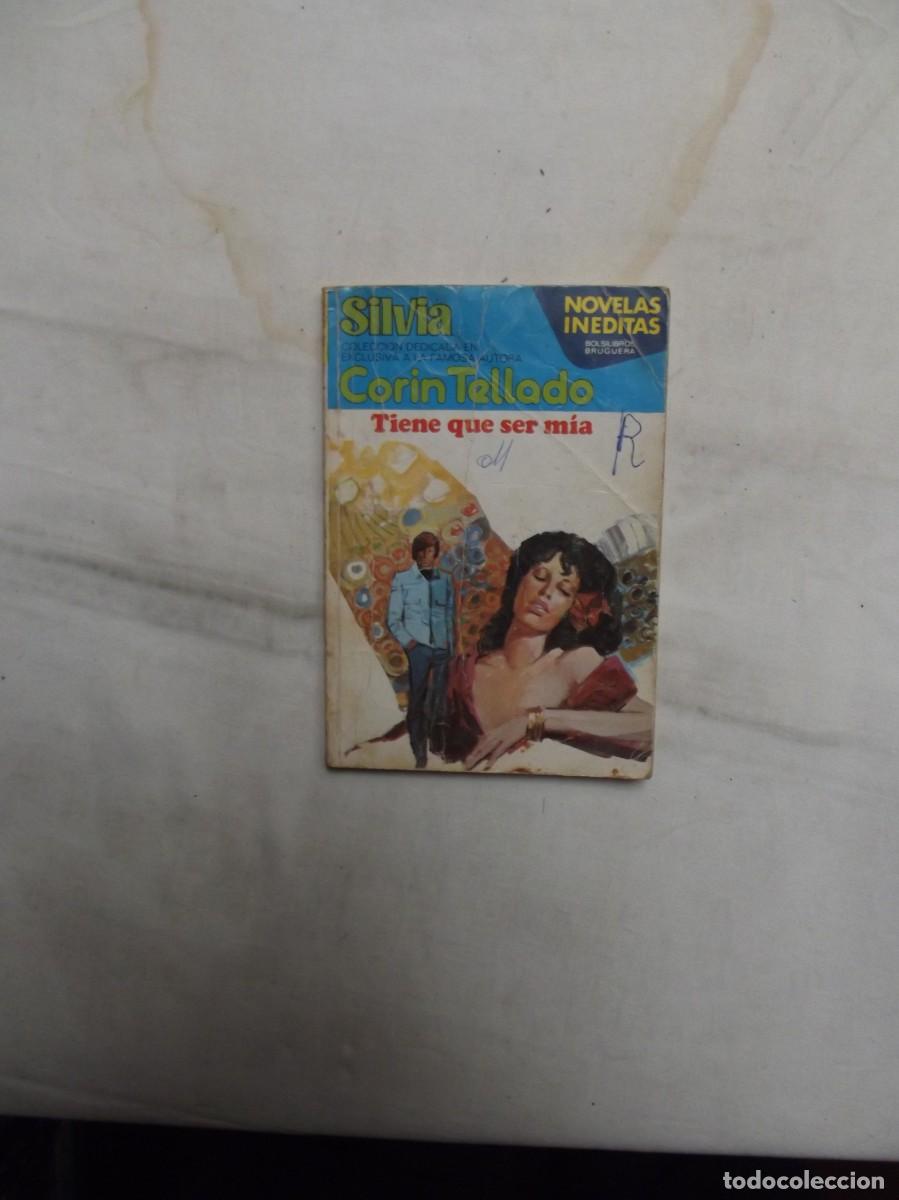 Silvia
COLECCION DEDICADA EN
EXCLUSIVA A LA FAMOSA AUTORA
Corin Tellado
NOVELAS
INEDITAS
BOLSILIBROS
BRUGUERA
Tiene que ser mía
R
todocoleccion